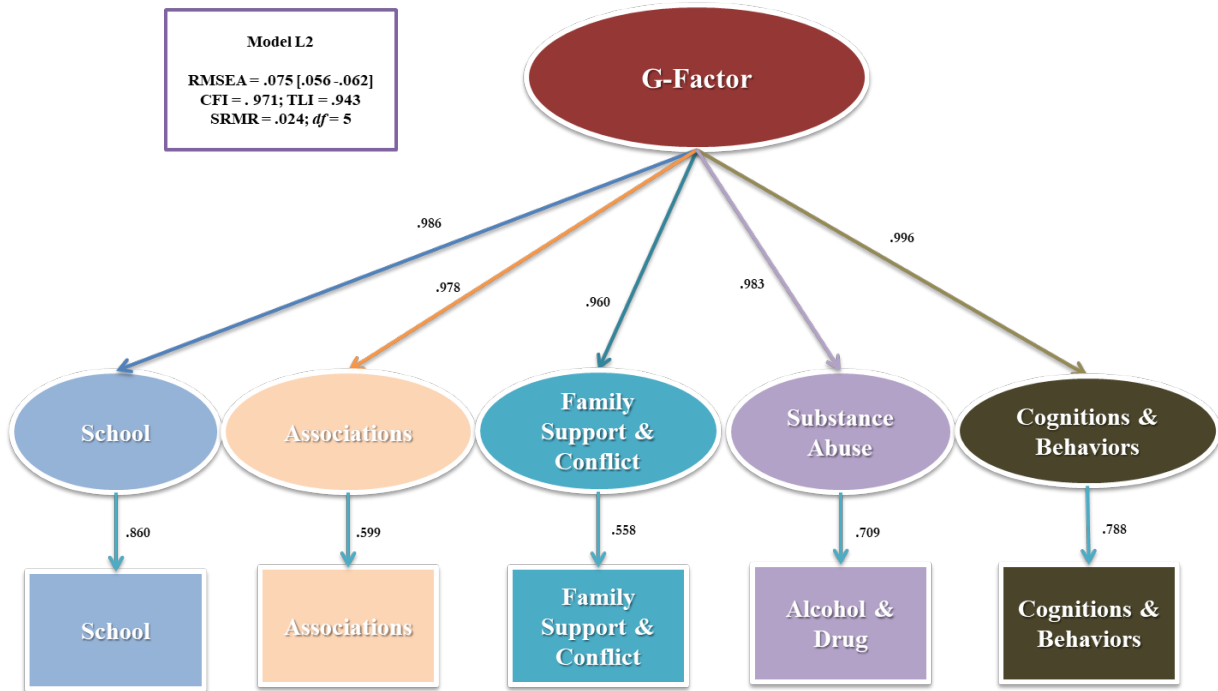 Model L2
RMSEA = .075 [.056 -.062]
CFI = . 971; TLI = .943
SRMR = .024; df = 5
G-Factor
.986
.978
.960
.983
.996
School
Associations
Family
Support &
Conflict
Substance
Abuse
Cognitions &
Behaviors
.860
.599
.558
.709
.788
School
Associations
Family
Support &
Conflict
Alcohol &
Drug
Cognitions &
Behaviors